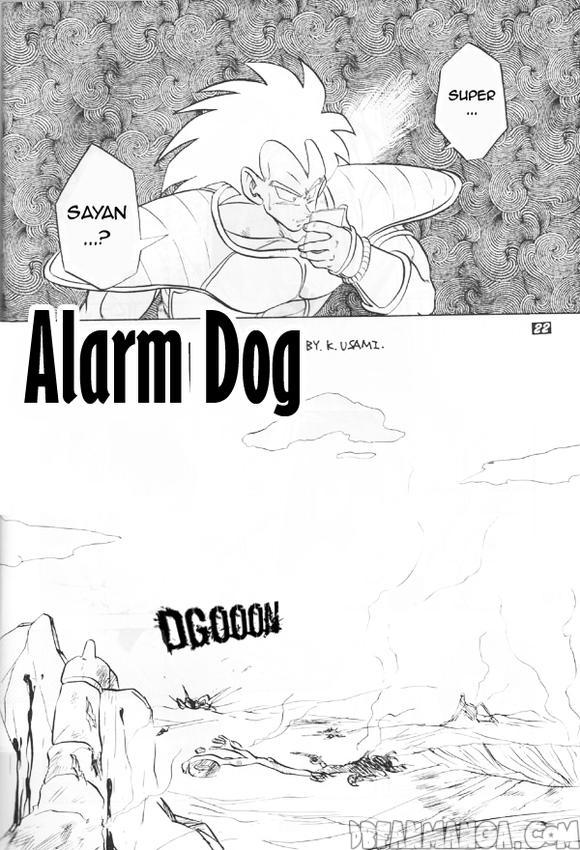 SUPER
...
SAYAN
...?
22
Alarm Dog
BY. K. USAMI.
DGOOON
DBFANMANGA.COM